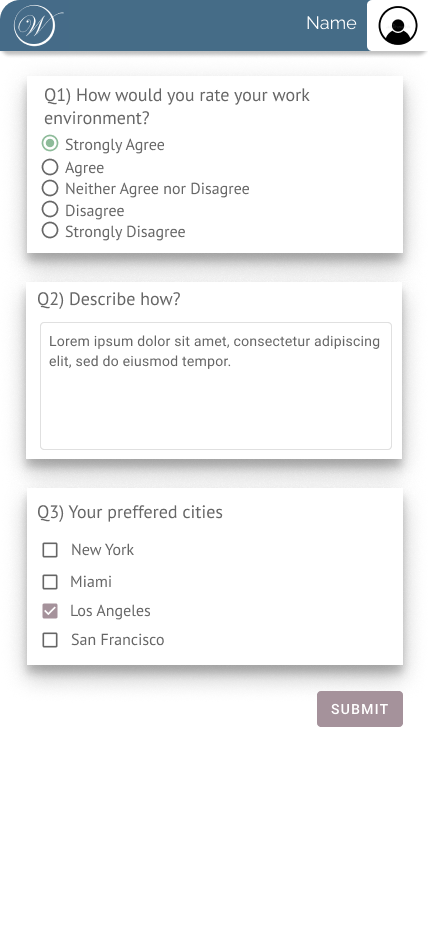 W
Name
Q1) How would you rate your work
environment?
Strongly Agree
Agree
Neither Agree nor Disagree
Disagree
Strongly Disagree
Q2) Describe how?
Lorem ipsum dolor sit amet, consectetur adipiscing
elit, sed do eiusmod tempor.
Q3) Your preffered cities
New York
Miami
Los Angeles
San Francisco
SUBMIT